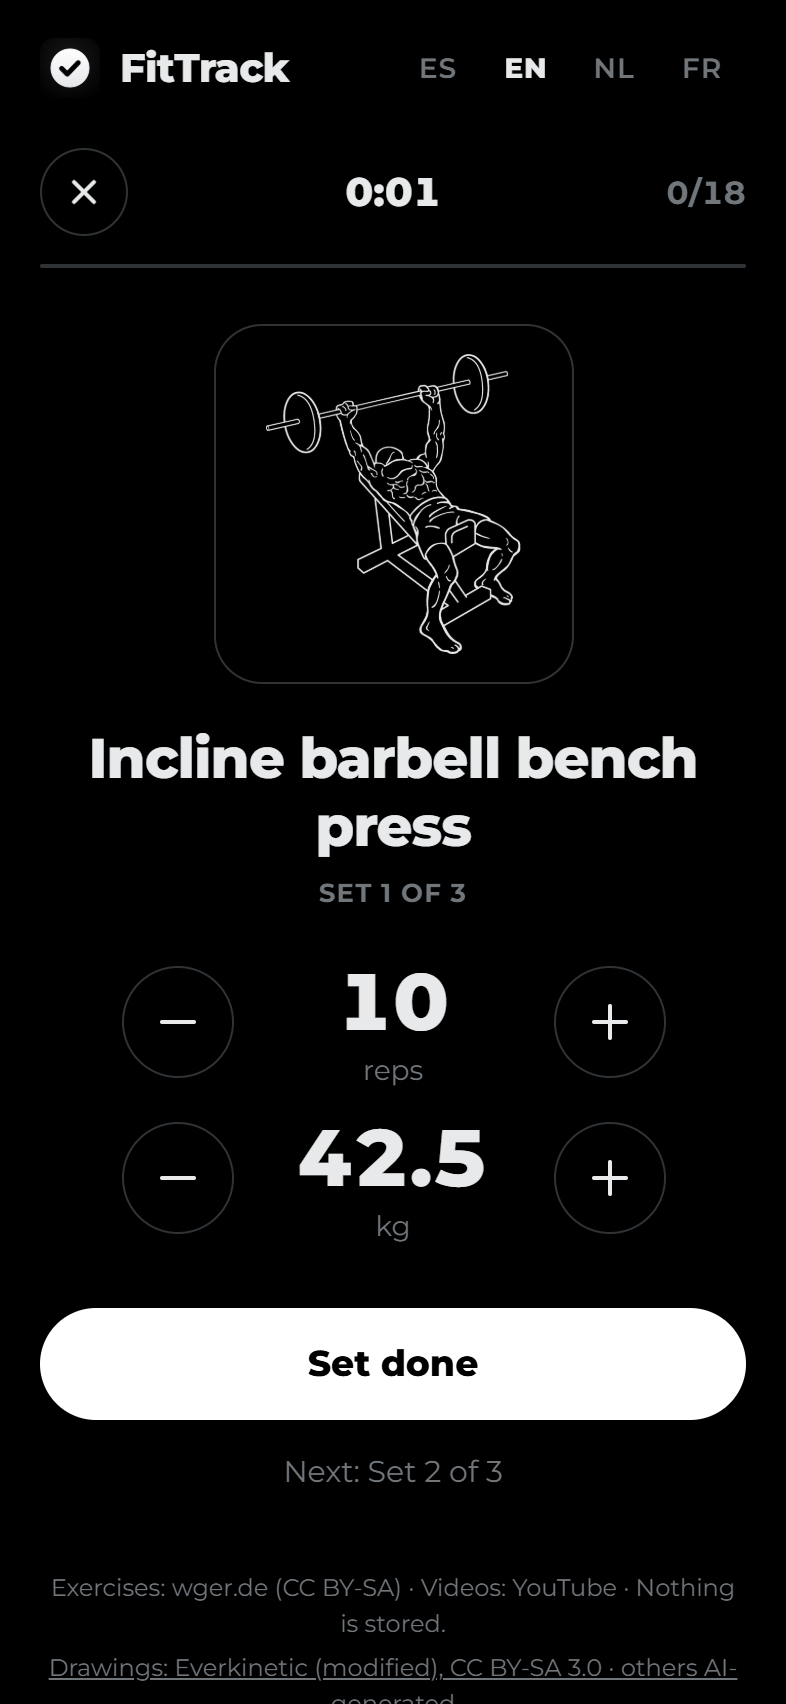 FitTrack ES EN NL FR
0:01 0/18
Incline barbell bench
press
SET 1 OF 3
10
reps
42.5
kg
Set done
Next: Set 2 of 3
Exercises: wger.de (CC BY-SA) · Videos: YouTube · Nothing
is stored.
Drawings: Everkinetic (modified), CC BY-SA 3.0 · others AI-
generated